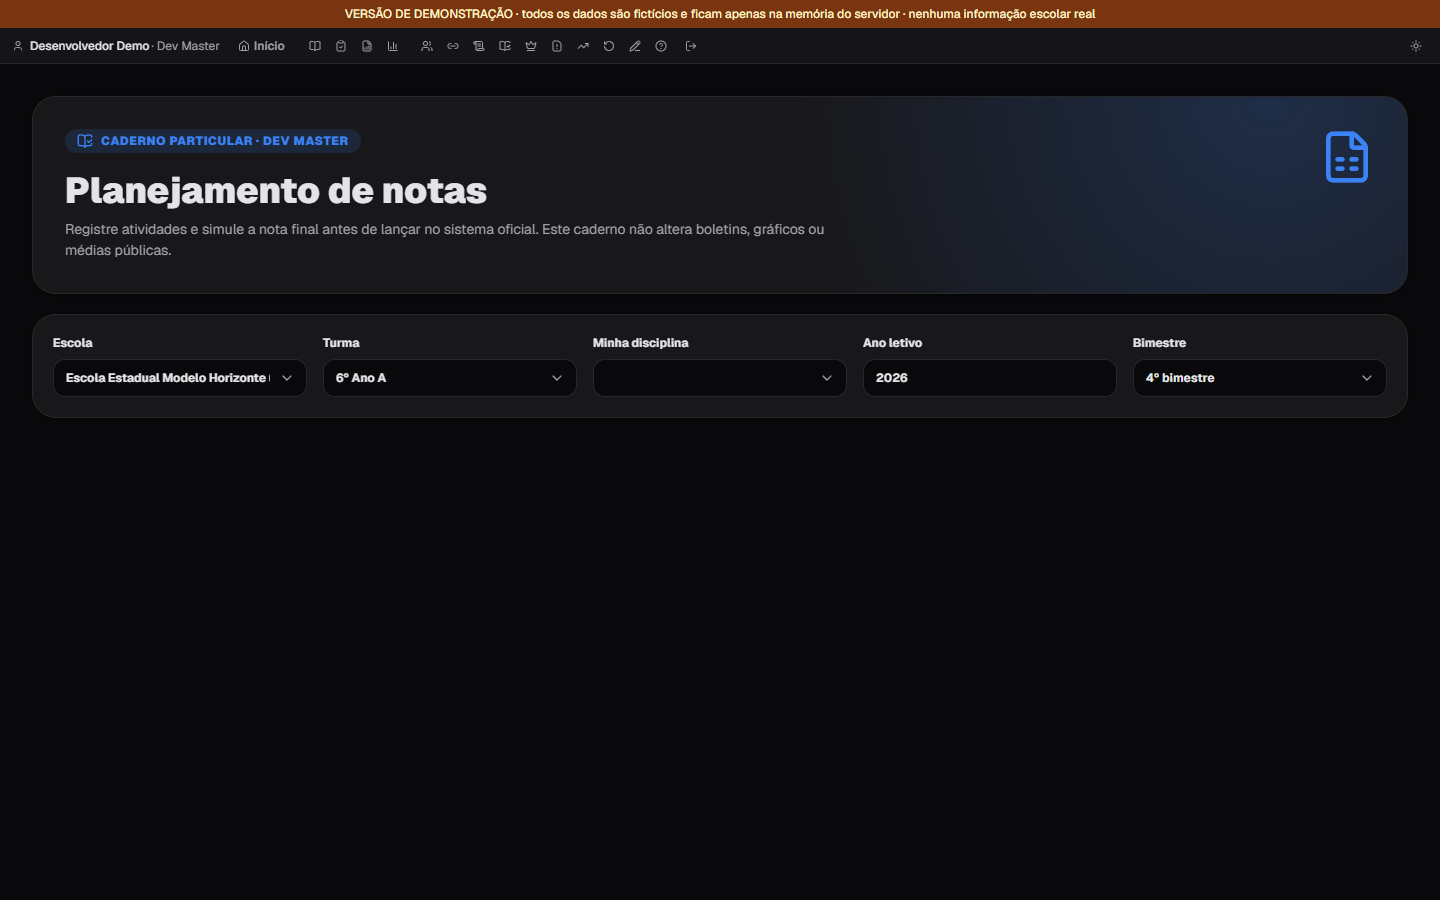 VERSÃO DE DEMONSTRAÇÃO · todos os dados são fictícios e ficam apenas na memória do servidor · nenhuma informação escolar real
Desenvolvedor Demo · Dev Master Início
CADERNO PARTICULAR · DEV MASTER
Planejamento de notas
Registre atividades e simule a nota final antes de lançar no sistema oficial. Este caderno não altera boletins, gráficos ou
médias públicas.
Escola Turma Minha disciplina Ano letivo Bimestre
Escola Estadual Modelo Horizonte 6º Ano A 2026 4º bimestre